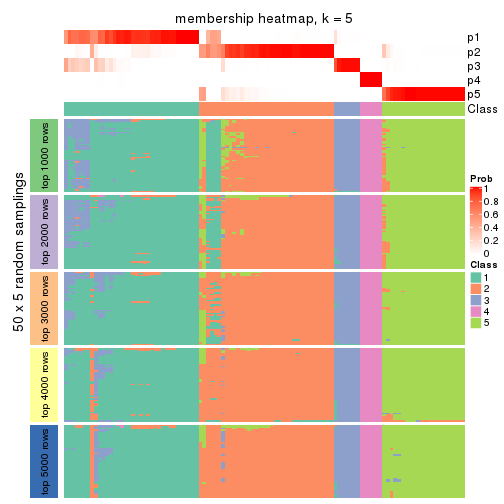 membership heatmap, k = 5
p1
p2
p3
p4
p5
Class
50 x 5 random samplings
top 1000 rows
top 2000 rows
top 3000 rows
top 4000 rows
top 5000 rows
Prob
1
0.8
0.6
0.4
0.2
0
Class
1
2
3
4
5